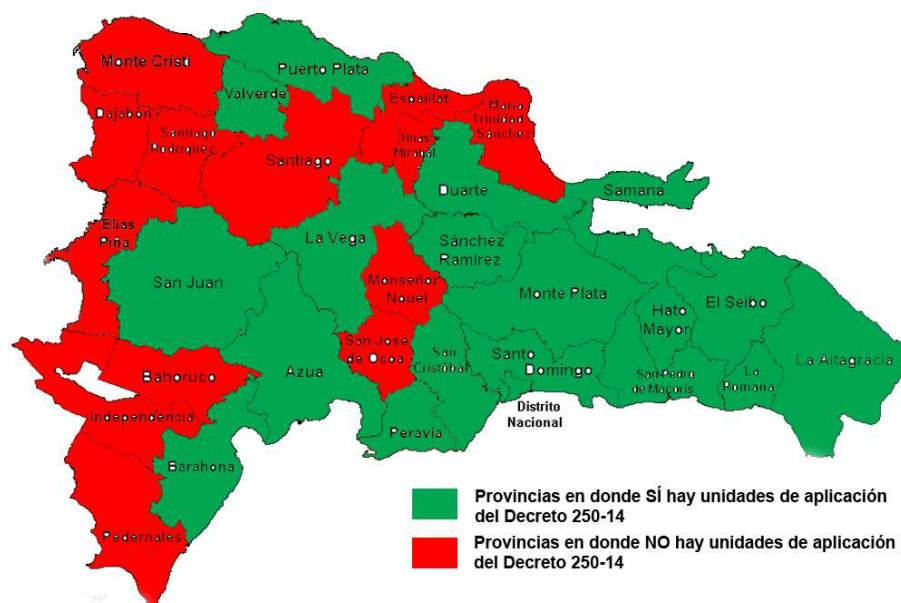 Monte Cristi
Puerto Plata
Valverde
Espaillat
María
Trinidad
Sánchez
Dajabón
Santiago
Rodríguez
Santiago
Hnas
Mirabal
Duarte
Samana
Elías
Piña
La Vega
Sánchez
Ramírez
San Juan
Monseñor
Nouel
Monte Plata
Hato
Mayor
El Seibo
San José
de Ocoa
San
Cristóbal
Santo
Domingo
San Pedro
de Macorís
La
Romana
La Altagracia
Bahoruco
Azua
Independencia
Peravia
Distrito
Nacional
Barahona
Pedernales
Provincias en donde SÍ hay unidades de aplicación
del Decreto 250-14
Provincias en donde NO hay unidades de aplicación
del Decreto 250-14